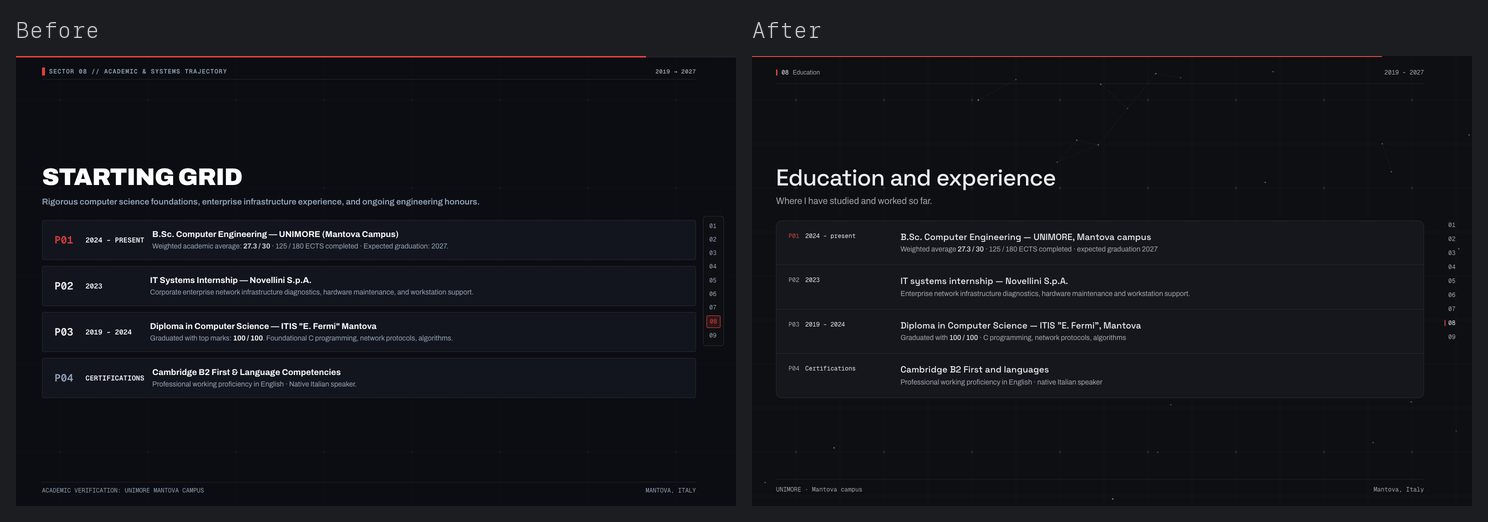 Before
SECTOR 08 // ACADEMIC & SYSTEMS TRAJECTORY
2019 → 2027
STARTING GRID
Rigorous computer science foundations, enterprise infrastructure experience, and ongoing engineering honours.
P01 2024 – PRESENT B.Sc. Computer Engineering — UNIMORE (Mantova Campus)
Weighted academic average: 27.3 / 30 · 125 / 180 ECTS completed · Expected graduation: 2027.
P02 2023 IT Systems Internship — Novellini S.p.A.
Corporate enterprise network infrastructure diagnostics, hardware maintenance, and workstation support.
P03 2019 – 2024 Diploma in Computer Science — ITIS "E. Fermi" Mantova
Graduated with top marks: 100 / 100. Foundational C programming, network protocols, algorithms.
P04 CERTIFICATIONS Cambridge B2 First & Language Competencies
Professional working proficiency in English · Native Italian speaker.
01
02
03
04
05
06
07
08
09
ACADEMIC VERIFICATION: UNIMORE MANTOVA CAMPUS
MANTOVA, ITALY
After
08 Education
2019 – 2027
Education and experience
Where I have studied and worked so far.
P01 2024 – present B.Sc. Computer Engineering — UNIMORE, Mantova campus
Weighted average 27.3 / 30 · 125 / 180 ECTS completed · expected graduation 2027
P02 2023 IT systems internship — Novellini S.p.A.
Enterprise network infrastructure diagnostics, hardware maintenance and workstation support.
P03 2019 – 2024 Diploma in Computer Science — ITIS "E. Fermi", Mantova
Graduated with 100 / 100 · C programming, network protocols, algorithms
P04 Certifications Cambridge B2 First and languages
Professional working proficiency in English · native Italian speaker
01
02
03
04
05
06
07
08
09
UNIMORE · Mantova campus
Mantova, Italy